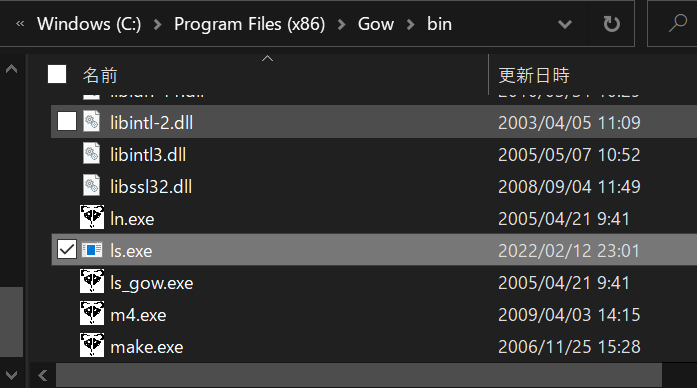 « Windows (C:) > Program Files (x86) > Gow > bin
名前 更新日時
libintl-2.dll 2003/04/05 11:09
libintl3.dll 2005/05/07 10:52
libssl32.dll 2008/09/04 11:49
ln.exe 2005/04/21 9:41
ls.exe 2022/02/12 23:01
ls_gow.exe 2005/04/21 9:41
m4.exe 2009/04/03 14:15
make.exe 2006/11/25 15:28